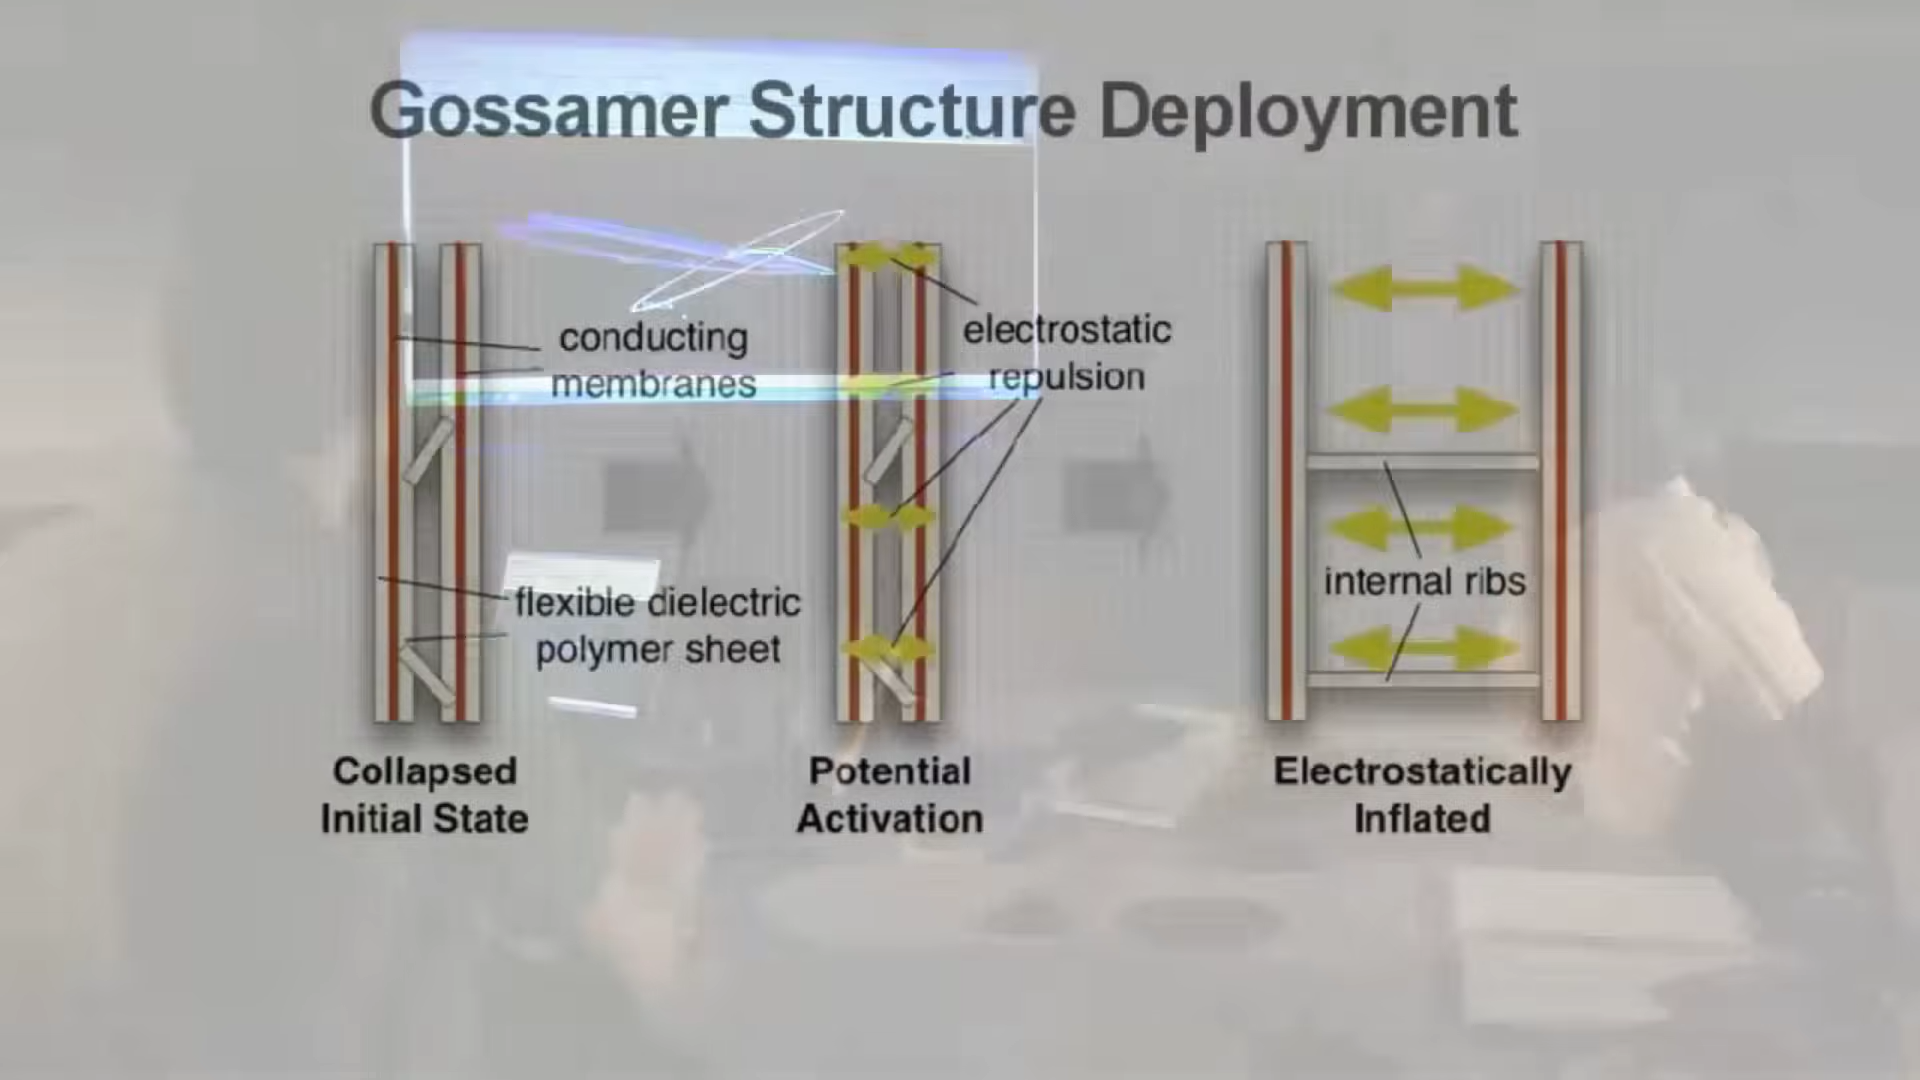 Gossamer Structure Deployment
conducting
membranes
flexible dielectric
polymer sheet
electrostatic
repulsion
internal ribs
Collapsed
Initial State
Potential
Activation
Electrostatically
Inflated